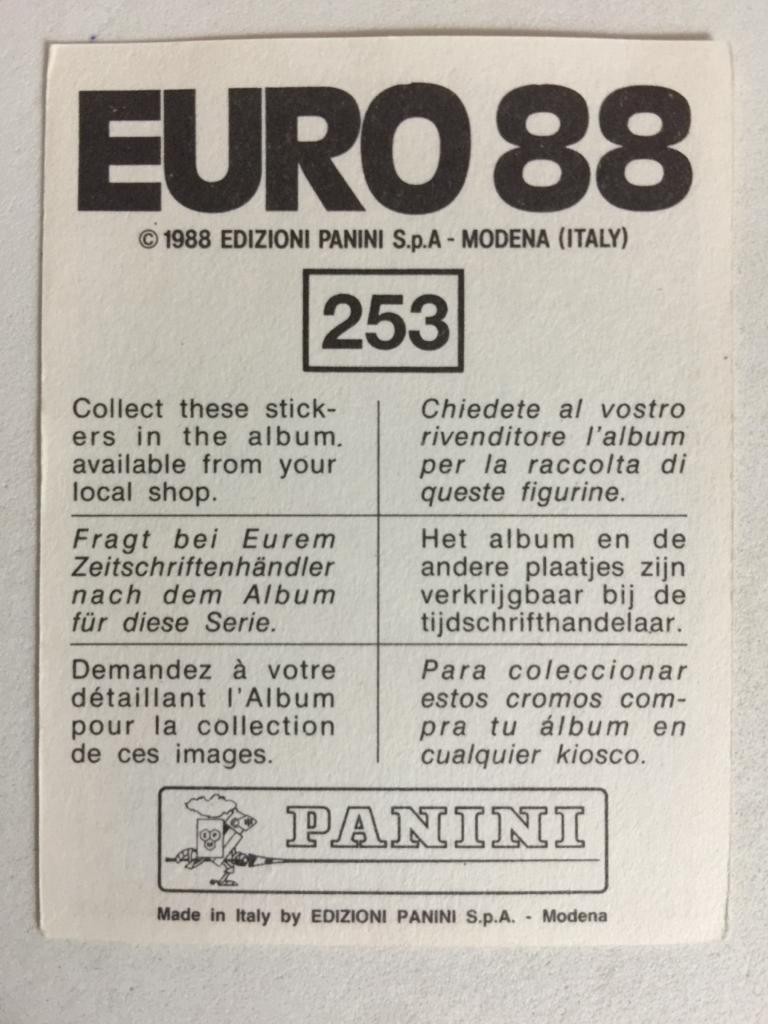 EURO 88
© 1988 EDIZIONI PANINI S.p.A - MODENA (ITALY)
253
Collect these stick-
ers in the album.
available from your
local shop.
Chiedete al vostro
rivenditore l'album
per la raccolta di
queste figurine.
Fragt bei Eurem
Zeitschriftenhändler
nach dem Album
für diese Serie.
Het album en de
andere plaatjes zijn
verkrijgbaar bij de
tijdschrifthandelaar.
Demandez à votre
détaillant l'Album
pour la collection
de ces images.
Para coleccionar
estos cromos com-
pra tu álbum en
cualquier kiosco.
PANINI
Made in Italy by EDIZIONI PANINI S.p.A. - Modena